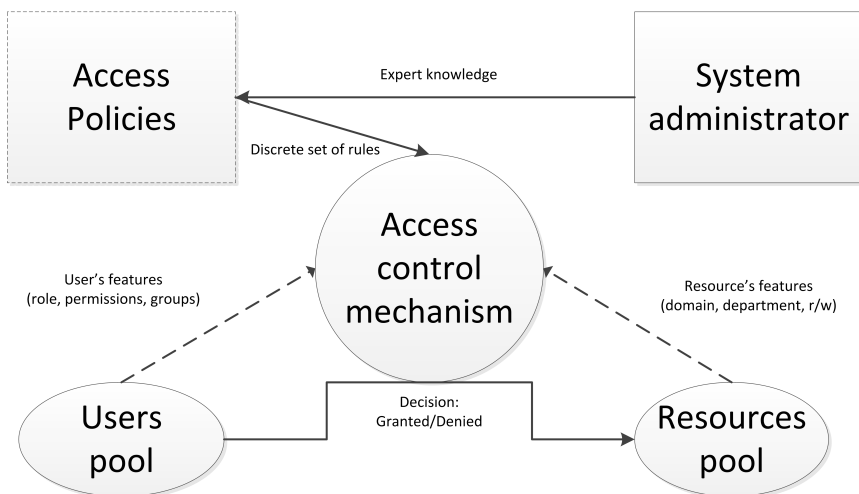 Access
Policies
Expert knowledge
System
administrator
Discrete set of rules
Access
control
mechanism
User's features
(role, permissions, groups)
Resource's features
(domain, department, r/w)
Users
pool
Decision:
Granted/Denied
Resources
pool